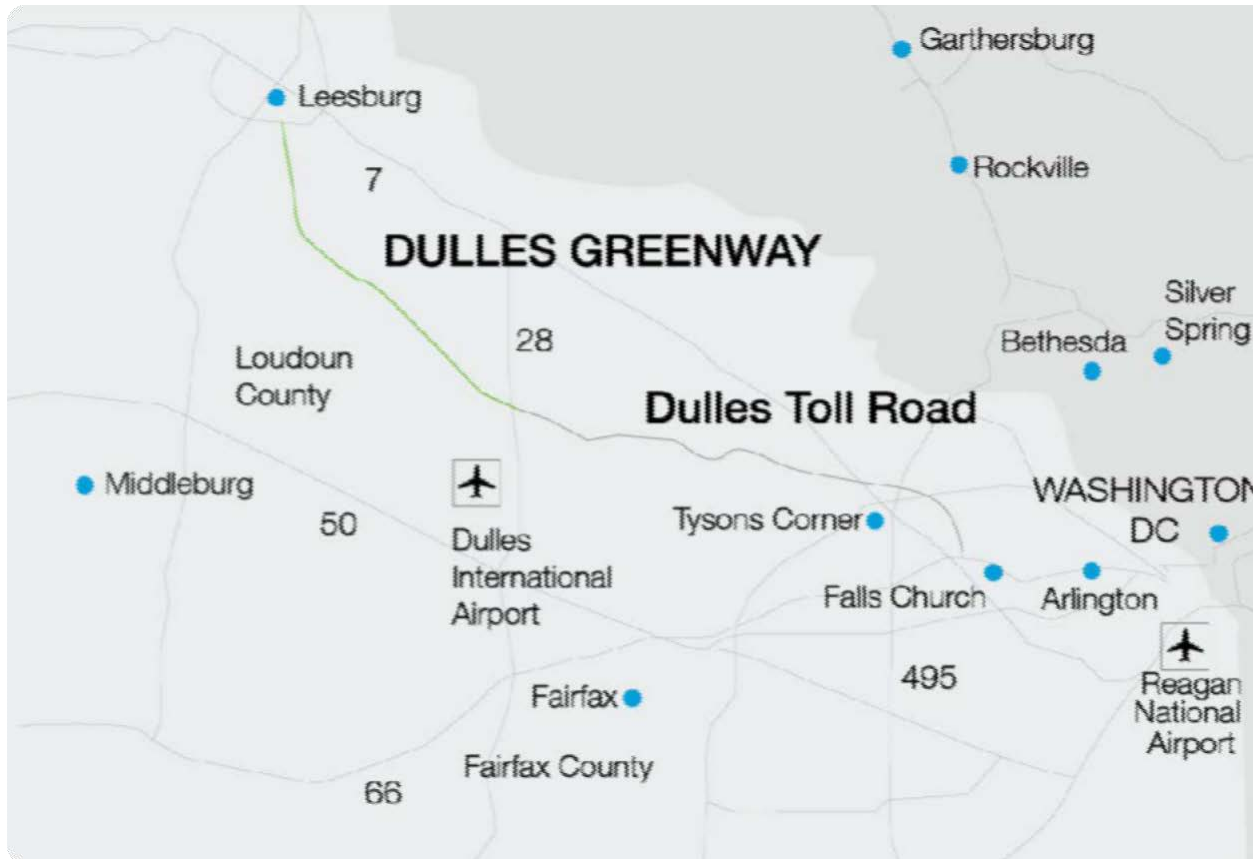 Garthersburg
Leesburg
Rockville
7
DULLES GREENWAY
Silver
Spring
28
Bethesda
Loudoun
County
Dulles Toll Road
Middleburg
WASHINGTON
DC
50
Tysons Corner
Dulles
International
Airport
Falls Church
Arlington
495
Reagan
National
Airport
Fairfax
Fairfax County
66